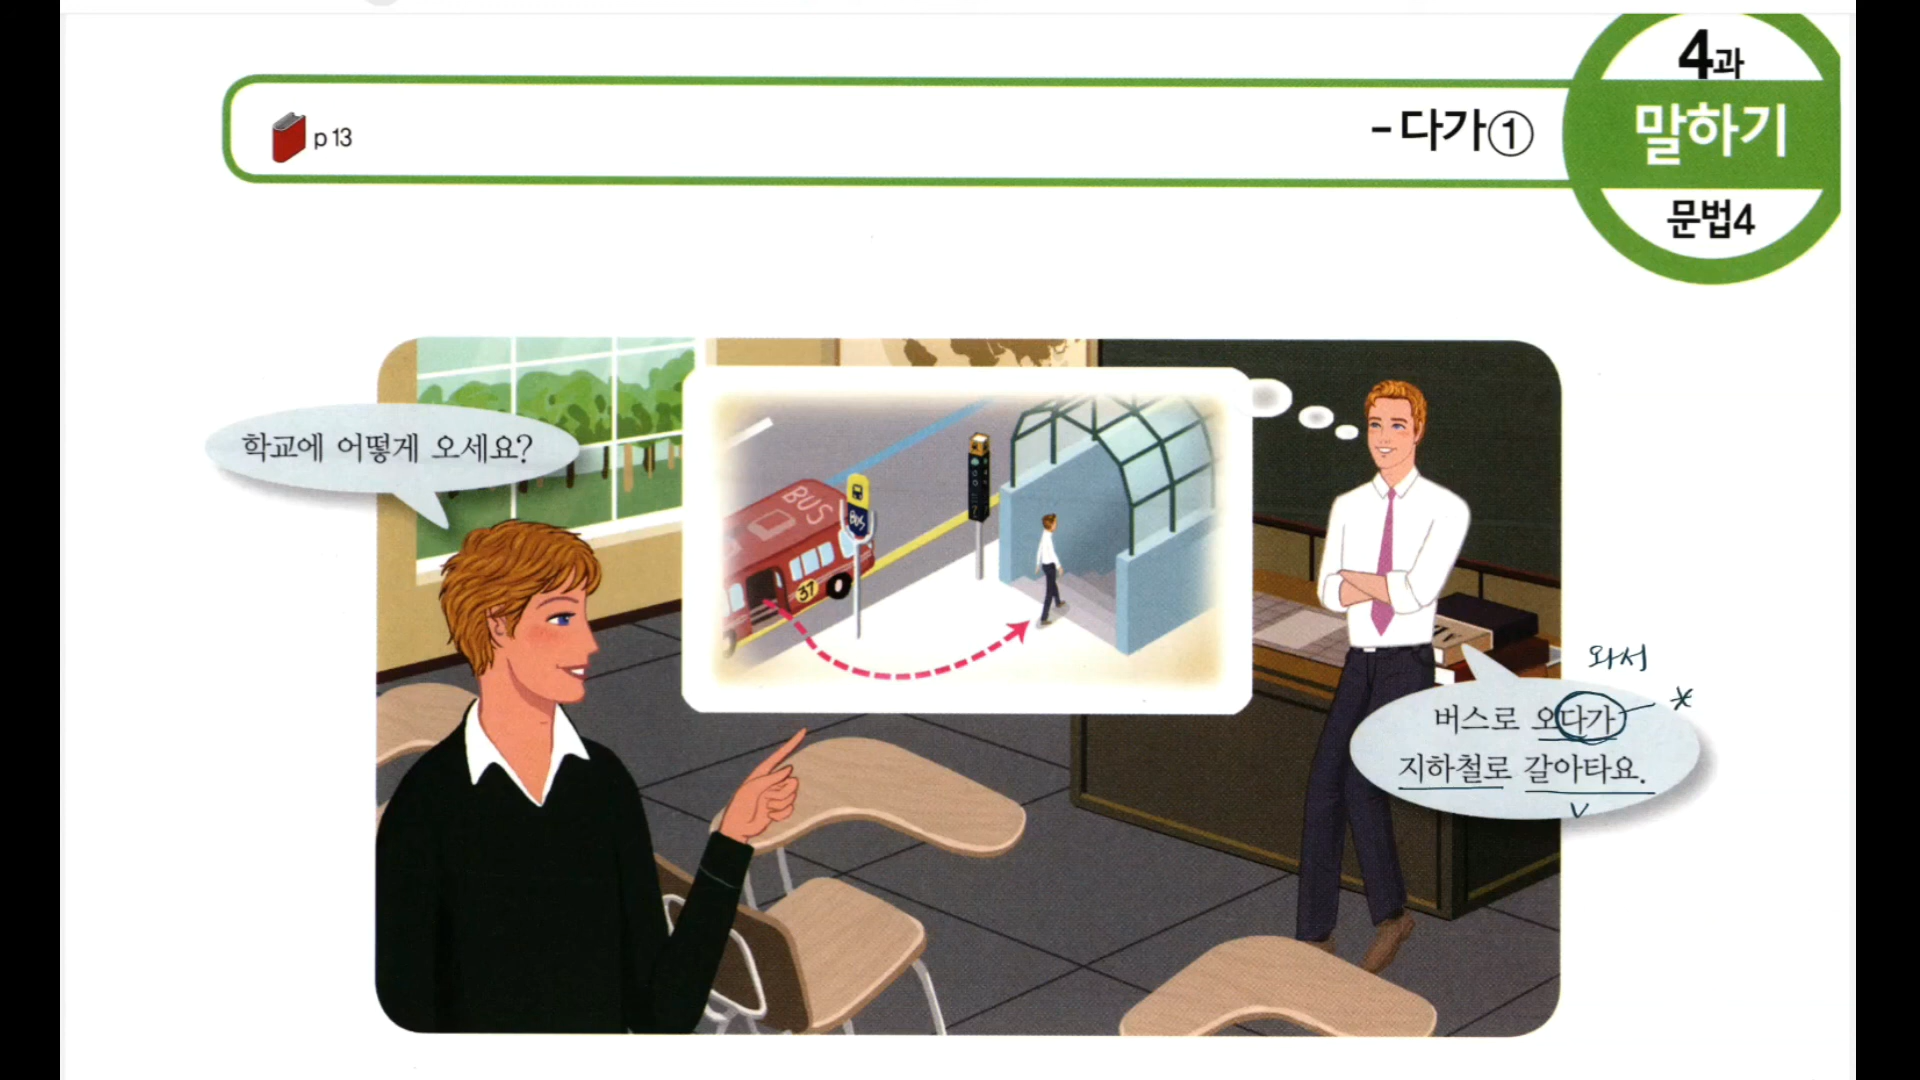 4과
p 13
-다가①
말하기
문법4
학교에 어떻게 오세요?
BUS
BUS
37
와서
버스로 오다가
지하철로 갈아타요.